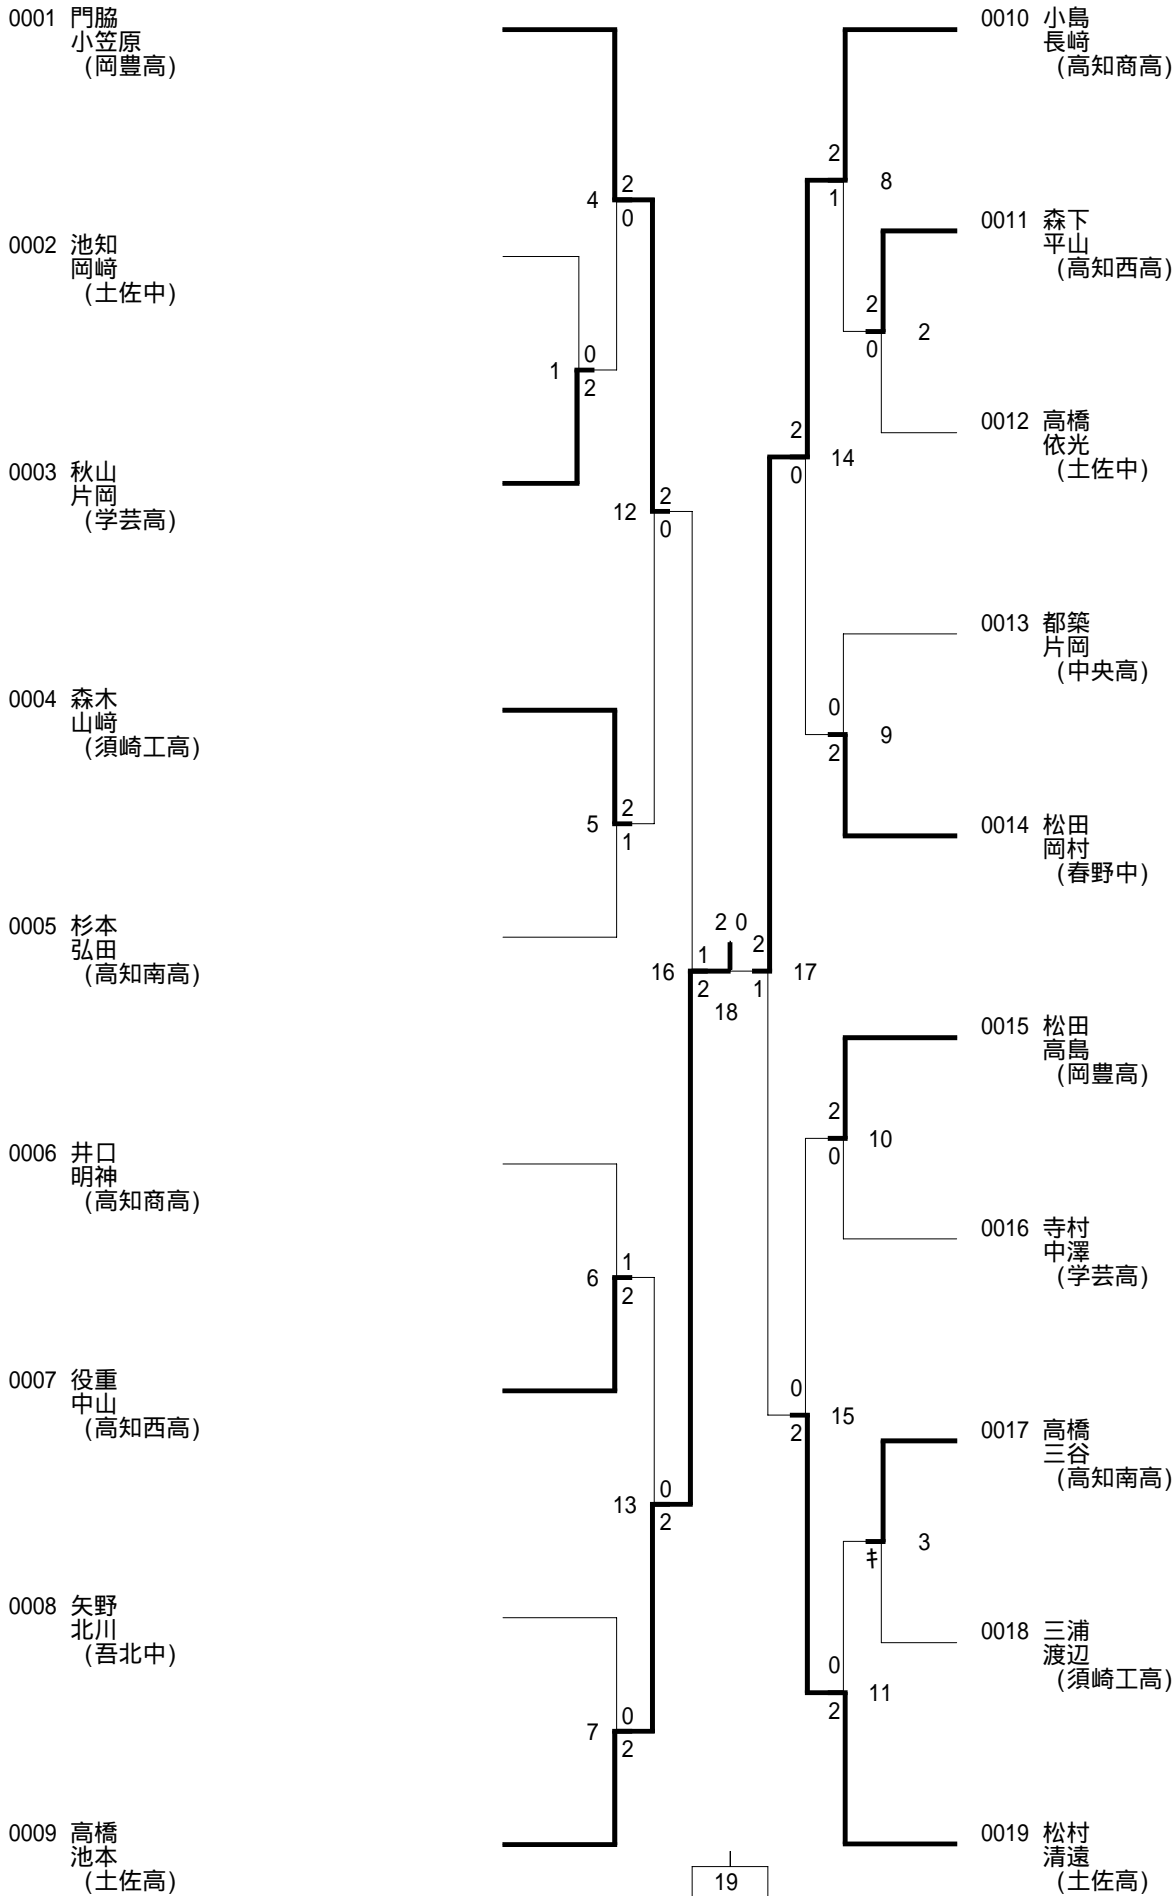 0001 門脇
小笠原
(岡豊高)
4
2
0
0002 池知
岡﨑
(土佐中)
1
0
2
0003 秋山
片岡
(学芸高)
12
2
0
0004 森木
山﨑
(須崎工高)
5
2
1
0005 杉本
弘田
(高知南高)
16
1
2
2 0
18
0006 井口
明神
(高知商高)
6
1
2
0007 役重
中山
(高知西高)
13
0
2
0008 矢野
北川
(吾北中)
7
0
2
0009 高橋
池本
(土佐高)
0010 小島
長﨑
(高知商高)
2
1
8
0011 森下
平山
(高知西高)
2
0
2
0012 高橋
依光
(土佐中)
2
0
14
0013 都築
片岡
(中央高)
0
2
9
0014 松田
岡村
(春野中)
2
1
17
0015 松田
高島
(岡豊高)
2
0
10
0016 寺村
中澤
(学芸高)
0
2
15
0017 高橋
三谷
(高知南高)
キ
3
0018 三浦
渡辺
(須崎工高)
0
2
11
0019 松村
清遠
(土佐高)
19